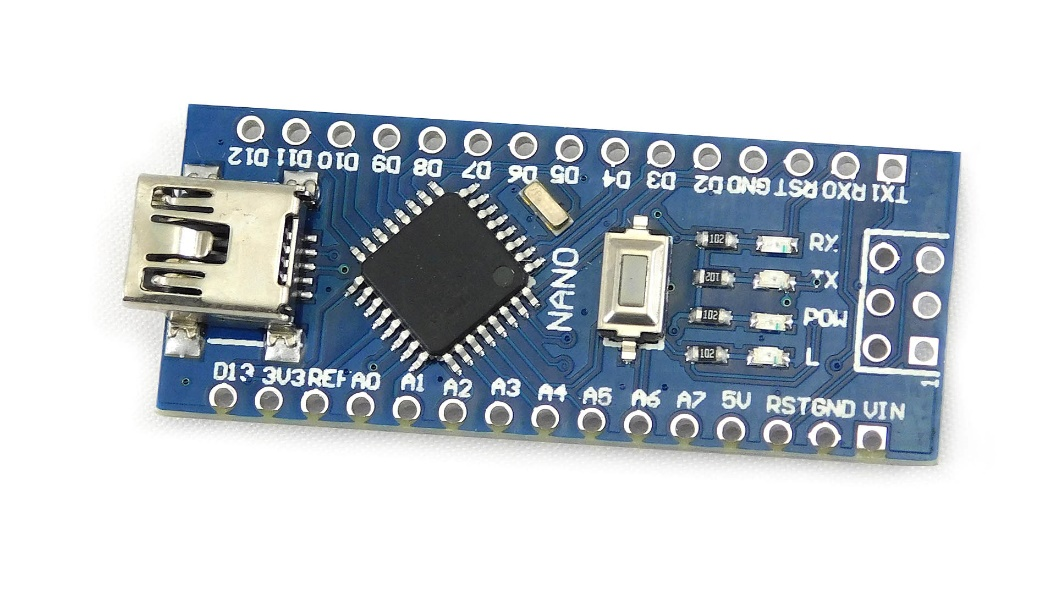 D12 D11 D10 D9 D8 D7 D6 D5 D4 D3 D2 GND RST RX0 TX1
NANO
102
RX
102
TX
102
POW
102
L
1
D13 3V3 REF A0 A1 A2 A3 A4 A5 A6 A7 5V RST GND VIN